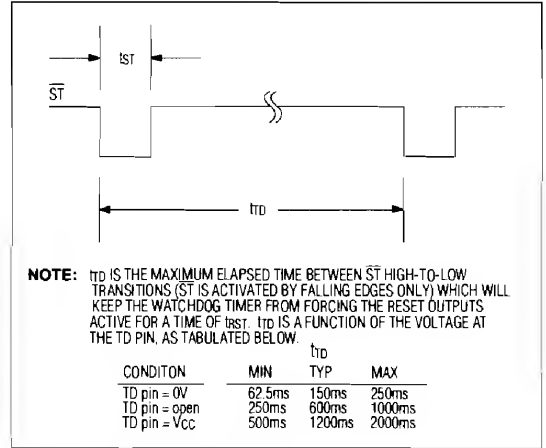 tST
ST
tTD
NOTE: tTD IS THE MAXIMUM ELAPSED TIME BETWEEN ST HIGH-TO-LOW
TRANSITIONS (ST IS ACTIVATED BY FALLING EDGES ONLY) WHICH WILL
KEEP THE WATCHDOG TIMER FROM FORCING THE RESET OUTPUTS
ACTIVE FOR A TIME OF tRST. tTD IS A FUNCTION OF THE VOLTAGE AT
THE TD PIN, AS TABULATED BELOW.
tTD
CONDITON MIN TYP MAX
TD pin = 0V 62.5ms 150ms 250ms
TD pin = open 250ms 600ms 1000ms
TD pin = VCC 500ms 1200ms 2000ms